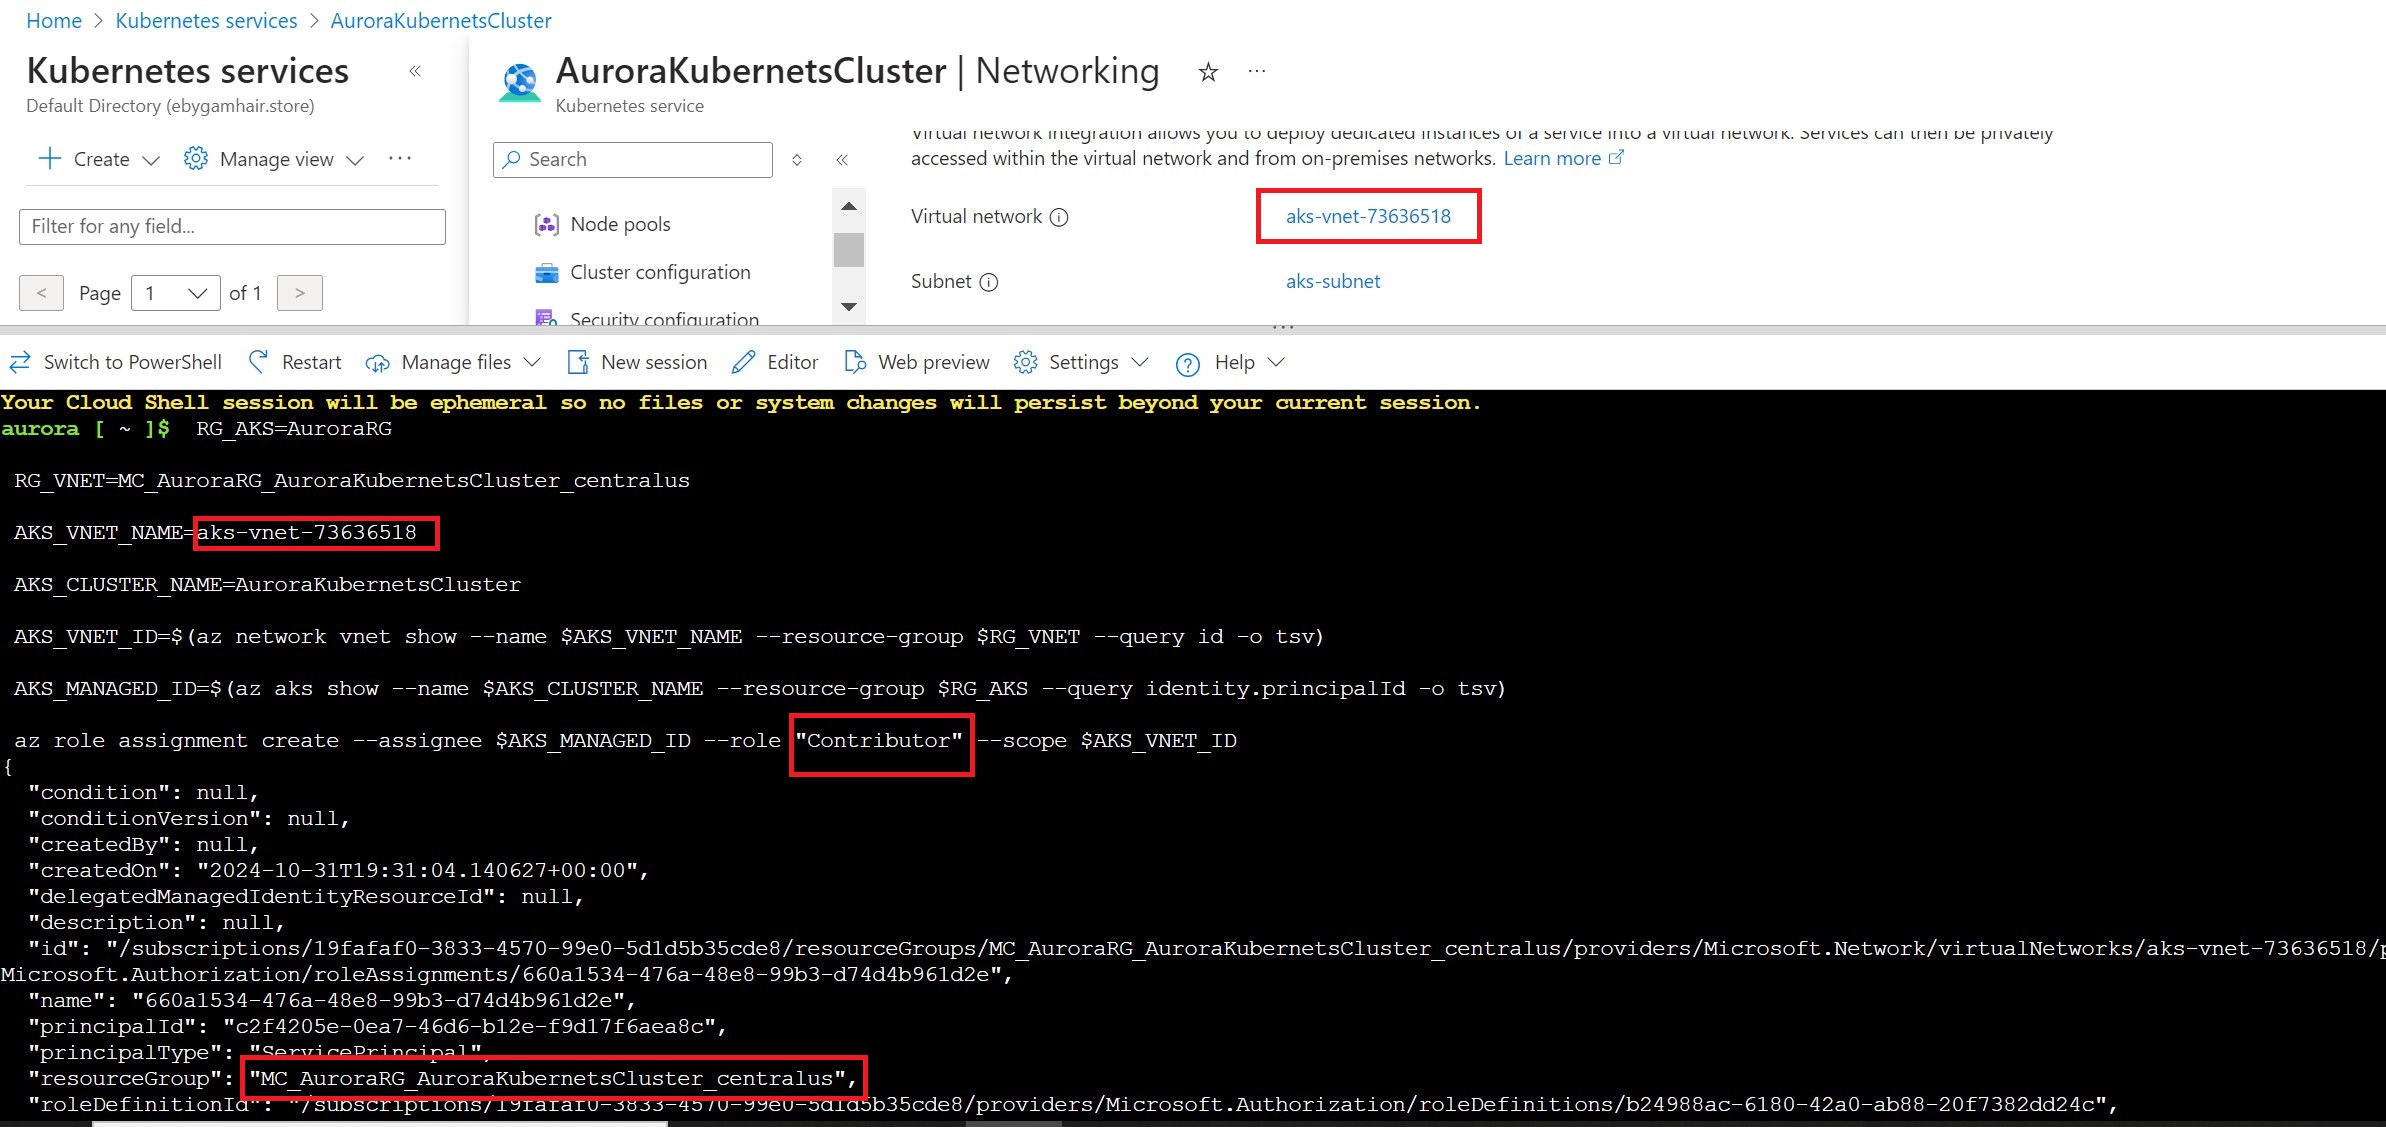 Home > Kubernetes services > AuroraKubernetsCluster
Kubernetes services
Default Directory (ebygamhair.store)
Create
Manage view
Filter for any field...
< Page 1 of 1 >
AuroraKubernetsCluster | Networking
Kubernetes service
Search
Node pools
Cluster configuration
Security configuration
Virtual network integration allows you to deploy dedicated instances of a service into a virtual network. Services can then be privately
accessed within the virtual network and from on-premises networks. Learn more
Virtual network aks-vnet-73636518
Subnet aks-subnet
Switch to PowerShell Restart Manage files New session Editor Web preview Settings Help
Your Cloud Shell session will be ephemeral so no files or system changes will persist beyond your current session.
aurora [ ~ ]$ RG_AKS=AuroraRG
RG_VNET=MC_AuroraRG_AuroraKubernetsCluster_centralus
AKS_VNET_NAME=aks-vnet-73636518
AKS_CLUSTER_NAME=AuroraKubernetsCluster
AKS_VNET_ID=$(az network vnet show --name $AKS_VNET_NAME --resource-group $RG_VNET --query id -o tsv)
AKS_MANAGED_ID=$(az aks show --name $AKS_CLUSTER_NAME --resource-group $RG_AKS --query identity.principalId -o tsv)
az role assignment create --assignee $AKS_MANAGED_ID --role "Contributor" --scope $AKS_VNET_ID
{
"condition": null,
"conditionVersion": null,
"createdBy": null,
"createdOn": "2024-10-31T19:31:04.140627+00:00",
"delegatedManagedIdentityResourceId": null,
"description": null,
"id": "/subscriptions/19fafaf0-3833-4570-99e0-5d1d5b35cde8/resourceGroups/MC_AuroraRG_AuroraKubernetsCluster_centralus/providers/Microsoft.Network/virtualNetworks/aks-vnet-73636518/p
Microsoft.Authorization/roleAssignments/660a1534-476a-48e8-99b3-d74d4b961d2e",
"name": "660a1534-476a-48e8-99b3-d74d4b961d2e",
"principalId": "c2f4205e-0ea7-46d6-b12e-f9d17f6aea8c",
"principalType": "ServicePrincipal",
"resourceGroup": "MC_AuroraRG_AuroraKubernetsCluster_centralus",
"roleDefinitionId": "/subscriptions/19fafaf0-3833-4570-99e0-5d1d5b35cde8/providers/Microsoft.Authorization/roleDefinitions/b24988ac-6180-42a0-ab88-20f7382dd24c",